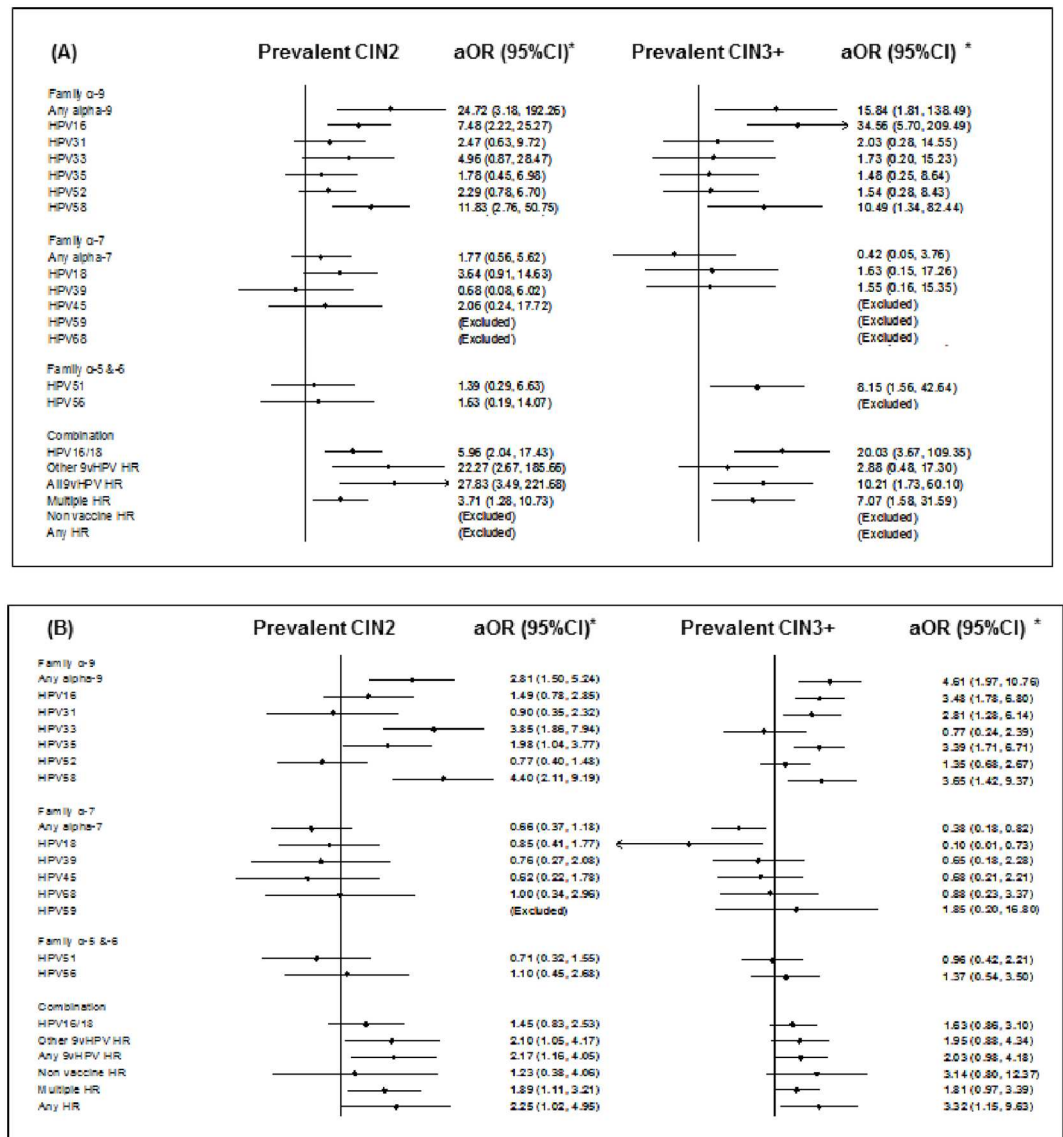 (A) Prevalent CIN2 aOR (95%CI)* Prevalent CIN3+ aOR (95%CI) *
Family α-9
Any alpha-9 24.72 (3.18, 192.26) 15.84 (1.81, 138.49)
HPV16 7.48 (2.22, 25.27) 34.56 (5.70, 209.49)
HPV31 2.47 (0.63, 9.72) 2.03 (0.28, 14.55)
HPV33 4.96 (0.87, 28.47) 1.73 (0.20, 15.23)
HPV35 1.78 (0.45, 6.98) 1.48 (0.25, 8.64)
HPV52 2.29 (0.78, 6.70) 1.54 (0.28, 8.43)
HPV58 11.83 (2.76, 50.75) 10.49 (1.34, 82.44)
Family α-7
Any alpha-7 1.77 (0.56, 5.62) 0.42 (0.05, 3.76)
HPV18 3.64 (0.91, 14.63) 1.63 (0.15, 17.26)
HPV39 0.68 (0.08, 6.02) 1.55 (0.16, 15.35)
HPV45 2.06 (0.24, 17.72) (Excluded)
HPV59 (Excluded) (Excluded)
HPV68 (Excluded) (Excluded)
Family α-5 &-6
HPV51 1.39 (0.29, 6.63) 8.15 (1.56, 42.64)
HPV56 1.63 (0.19, 14.07) (Excluded)
Combination
HPV16/18 5.96 (2.04, 17.43) 20.03 (3.67, 109.35)
Other 9vHPV HR 22.27 (2.67, 185.66) 2.88 (0.48, 17.30)
All 9vHPV HR 27.83 (3.49, 221.68) 10.21 (1.73, 60.10)
Multiple HR 3.71 (1.28, 10.73) 7.07 (1.58, 31.59)
Non vaccine HR (Excluded) (Excluded)
Any HR (Excluded) (Excluded)
(B) Prevalent CIN2 aOR (95%CI)* Prevalent CIN3+ aOR (95%CI) *
Family α-9
Any alpha-9 2.81 (1.50, 5.24) 4.61 (1.97, 10.76)
HPV16 1.49 (0.78, 2.85) 3.48 (1.78, 6.80)
HPV31 0.90 (0.35, 2.32) 2.81 (1.28, 6.14)
HPV33 3.85 (1.86, 7.94) 0.77 (0.24, 2.39)
HPV35 1.98 (1.04, 3.77) 3.39 (1.71, 6.71)
HPV52 0.77 (0.40, 1.48) 1.35 (0.68, 2.67)
HPV58 4.40 (2.11, 9.19) 3.65 (1.42, 9.37)
Family α-7
Any alpha-7 0.66 (0.37, 1.18) 0.38 (0.18, 0.82)
HPV18 0.85 (0.41, 1.77) 0.10 (0.01, 0.73)
HPV39 0.76 (0.27, 2.08) 0.65 (0.18, 2.28)
HPV45 0.62 (0.22, 1.78) 0.68 (0.21, 2.21)
HPV68 1.00 (0.34, 2.96) 0.88 (0.23, 3.37)
HPV59 (Excluded) 1.85 (0.20, 16.80)
Family α-5 &-6
HPV51 0.71 (0.32, 1.55) 0.96 (0.42, 2.21)
HPV56 1.10 (0.45, 2.68) 1.37 (0.54, 3.50)
Combination
HPV16/18 1.45 (0.83, 2.53) 1.63 (0.86, 3.10)
Other 9vHPV HR 2.10 (1.05, 4.17) 1.95 (0.88, 4.34)
Any 9vHPV HR 2.17 (1.16, 4.05) 2.03 (0.98, 4.18)
Non vaccine HR 1.23 (0.38, 4.06) 3.14 (0.80, 12.37)
Multiple HR 1.89 (1.11, 3.21) 1.81 (0.97, 3.39)
Any HR 2.25 (1.02, 4.95) 3.32 (1.15, 9.63)